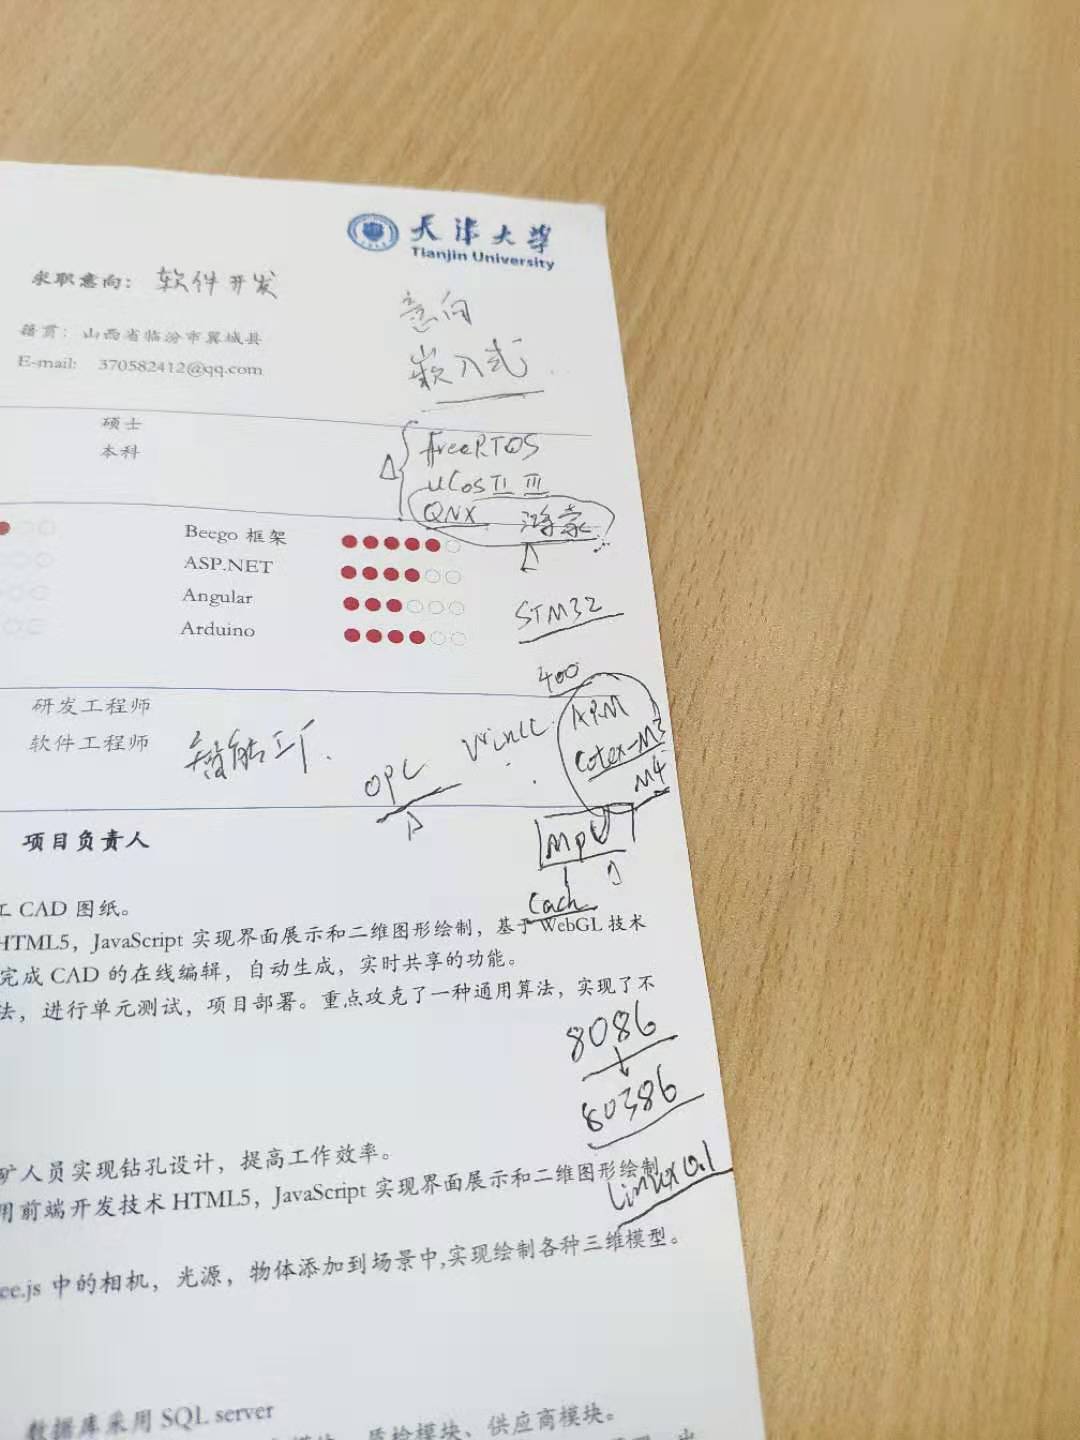 天津大学
Tianjin University
求职意向： 软件开发
意向
籍贯： 山西省临汾市翼城县
E-mail: 370582412@qq.com
嵌入式
硕士
本科
freeRTOS
uCos II III
QNX 鸿蒙
Beego 框架
ASP.NET
Angular
Arduino
STM32
400
研发工程师
ARM
软件工程师 智能工厂
WinCC
Cotex-M3
M4
OPC
项目负责人
MPU
Cach
工 CAD 图纸。
HTML5，JavaScript 实现界面展示和二维图形绘制，基于 WebGL 技术
完成 CAD 的在线编辑，自动生成，实时共享的功能。
法，进行单元测试，项目部署。重点攻克了一种通用算法，实现了不
8086
80386
矿人员实现钻孔设计，提高工作效率。
用前端开发技术 HTML5，JavaScript 实现界面展示和二维图形绘制
Linux 0.1
ee.js 中的相机，光源，物体添加到场景中,实现绘制各种三维模型。
数据库采用 SQL server
质检模块、供应商模块。